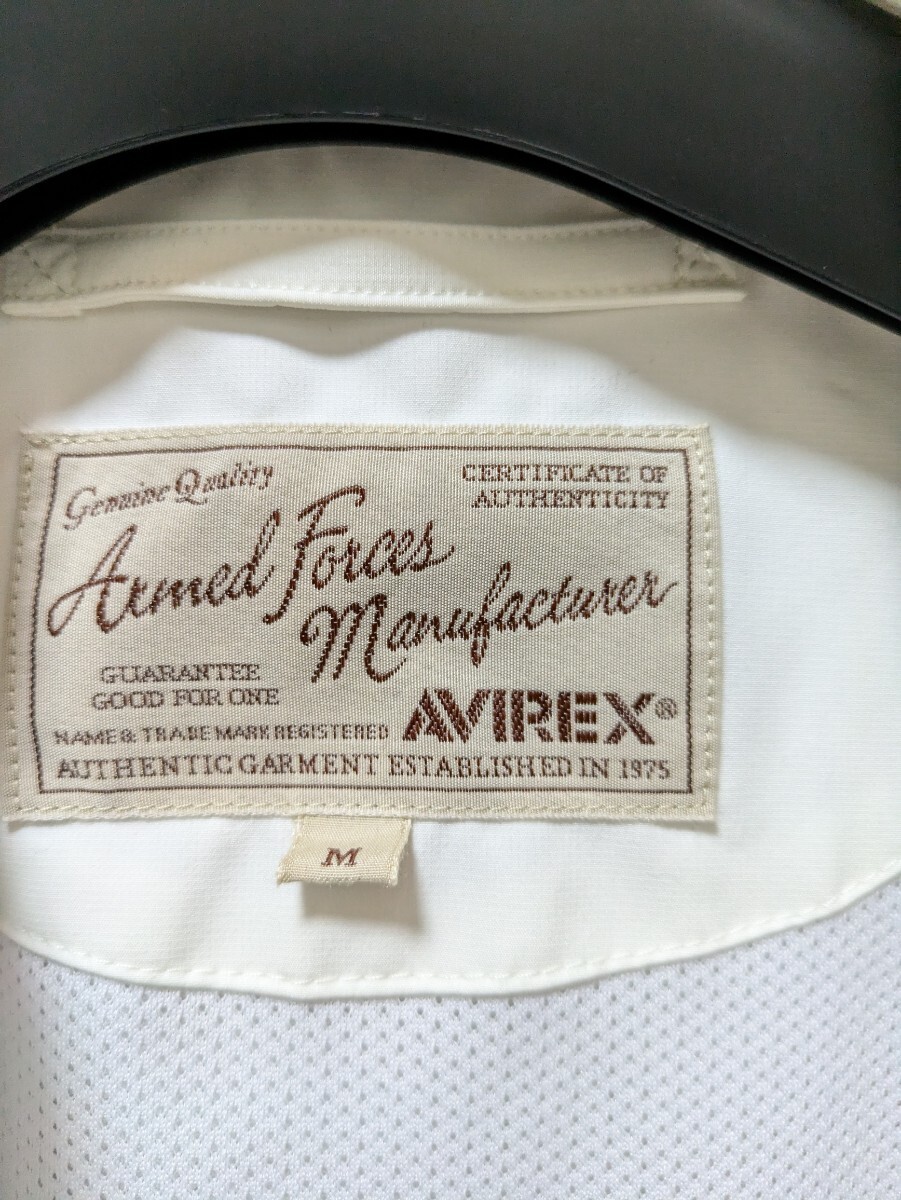 Genuine Quality
CERTIFICATE OF
AUTHENTICITY
Armed Forces
Manufacturer
GUARANTEE
GOOD FOR ONE
NAME & TRADE MARK REGISTERED
AVIREX®
AUTHENTIC GARMENT ESTABLISHED IN 1975
M